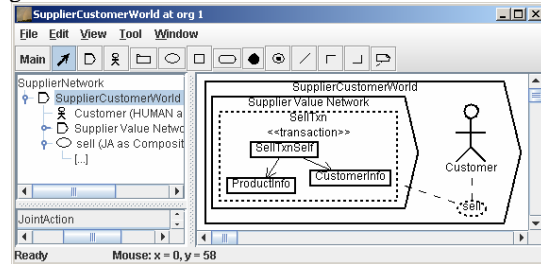 SupplierCustomerWorld at org 1
File Edit View Tool Window
Main
SupplierNetwork
SupplierCustomerWorld
Customer (HUMAN a
Supplier Value Netwo
sell (JA as Composit
[...]
JointAction
SupplierCustomerWorld
Supplier Value Network
SellTxn
<<transaction>>
SellTxnSelf
ProductInfo
CustomerInfo
Customer
sell
Ready Mouse: x = 0, y = 58